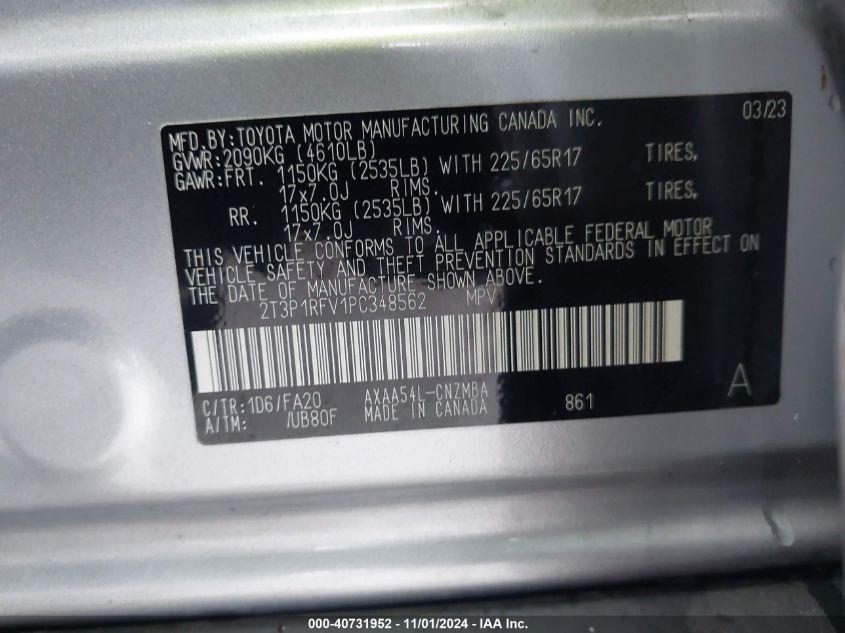 03/23
MFD.BY:TOYOTA MOTOR MANUFACTURING CANADA INC.
GVWR:2090KG (4610LB)
GAWR:FRT. 1150KG (2535LB) WITH 225/65R17 TIRES,
17x7.0J RIMS.
RR. 1150KG (2535LB) WITH 225/65R17 TIRES,
17x7.0J RIMS.
THIS VEHICLE CONFORMS TO ALL APPLICABLE FEDERAL MOTOR
VEHICLE SAFETY AND THEFT PREVENTION STANDARDS IN EFFECT ON
THE DATE OF MANUFACTURE SHOWN ABOVE.
2T3P1RFV1PC348562 MPV
C/TR:1D6/FA20 AXAA54L-CNZMBA 861 A
A/TM: /UB80F MADE IN CANADA
000-40731952 - 11/01/2024 - IAA Inc.